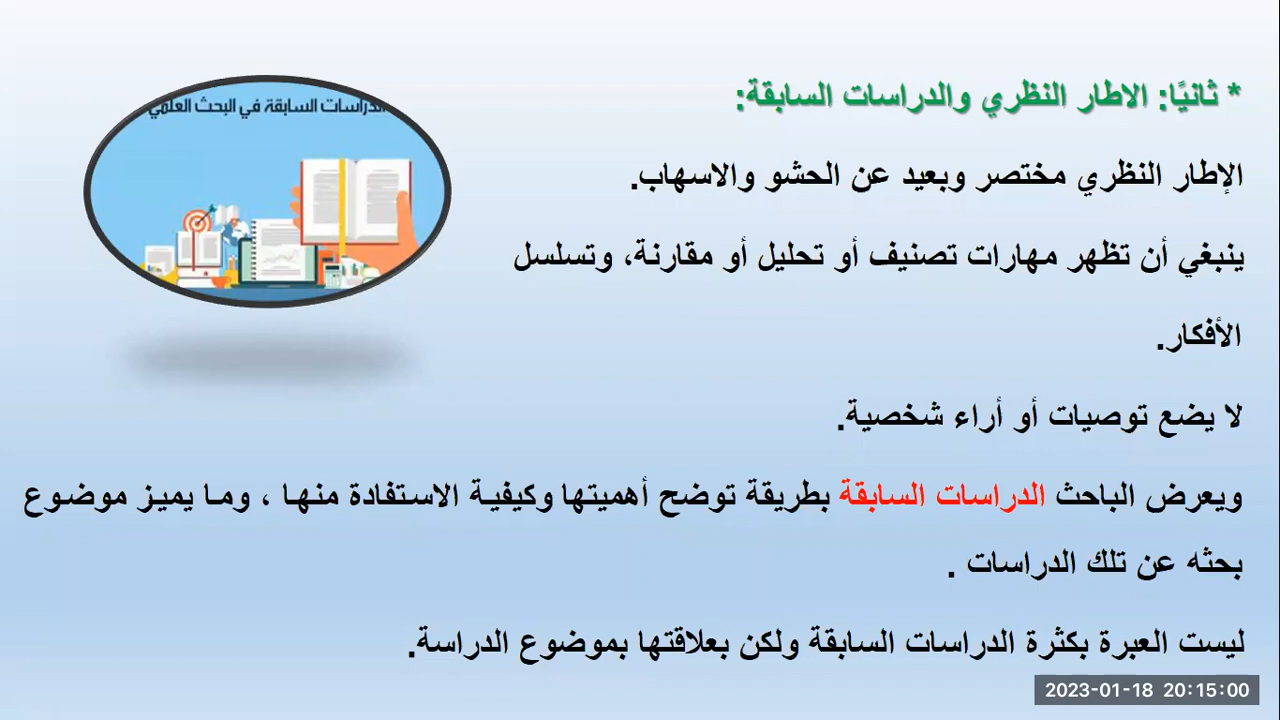 * ثانيًا: الاطار النظري والدراسات السابقة:
الدراسات السابقة في البحث العلمي
الإطار النظري مختصر وبعيد عن الحشو والاسهاب.
ينبغي أن تظهر مهارات تصنيف أو تحليل أو مقارنة، وتسلسل
الأفكار.
لا يضع توصيات أو أراء شخصية.
ويعرض الباحث الدراسات السابقة بطريقة توضح أهميتها وكيفية الاستفادة منها ، وما يميز موضوع
بحثه عن تلك الدراسات .
ليست العبرة بكثرة الدراسات السابقة ولكن بعلاقتها بموضوع الدراسة.
2023-01-18 20:15:00